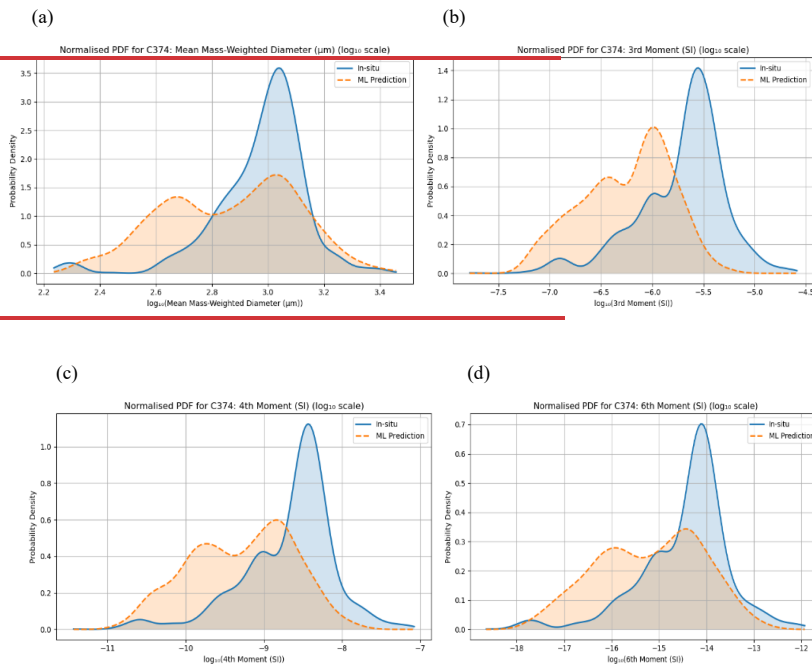 (a)
(b)
Normalised PDF for C374: Mean Mass-Weighted Diameter (μm) (log₁₀ scale)
Normalised PDF for C374: 3rd Moment (SI) (log₁₀ scale)
In-situ
ML Prediction
In-situ
ML Prediction
Probability Density
3.5
3.0
2.5
2.0
1.5
1.0
0.5
0.0
2.2 2.4 2.6 2.8 3.0 3.2 3.4
log₁₀(Mean Mass-Weighted Diameter (μm))
Probability Density
1.4
1.2
1.0
0.8
0.6
0.4
0.2
0.0
−7.5 −7.0 −6.5 −6.0 −5.5 −5.0 −4.5
log₁₀(3rd Moment (SI))
(c)
(d)
Normalised PDF for C374: 4th Moment (SI) (log₁₀ scale)
Normalised PDF for C374: 6th Moment (SI) (log₁₀ scale)
In-situ
ML Prediction
In-situ
ML Prediction
Probability Density
1.0
0.8
0.6
0.4
0.2
0.0
−11 −10 −9 −8 −7
log₁₀(4th Moment (SI))
Probability Density
0.7
0.6
0.5
0.4
0.3
0.2
0.1
0.0
−18 −17 −16 −15 −14 −13 −12
log₁₀(6th Moment (SI))